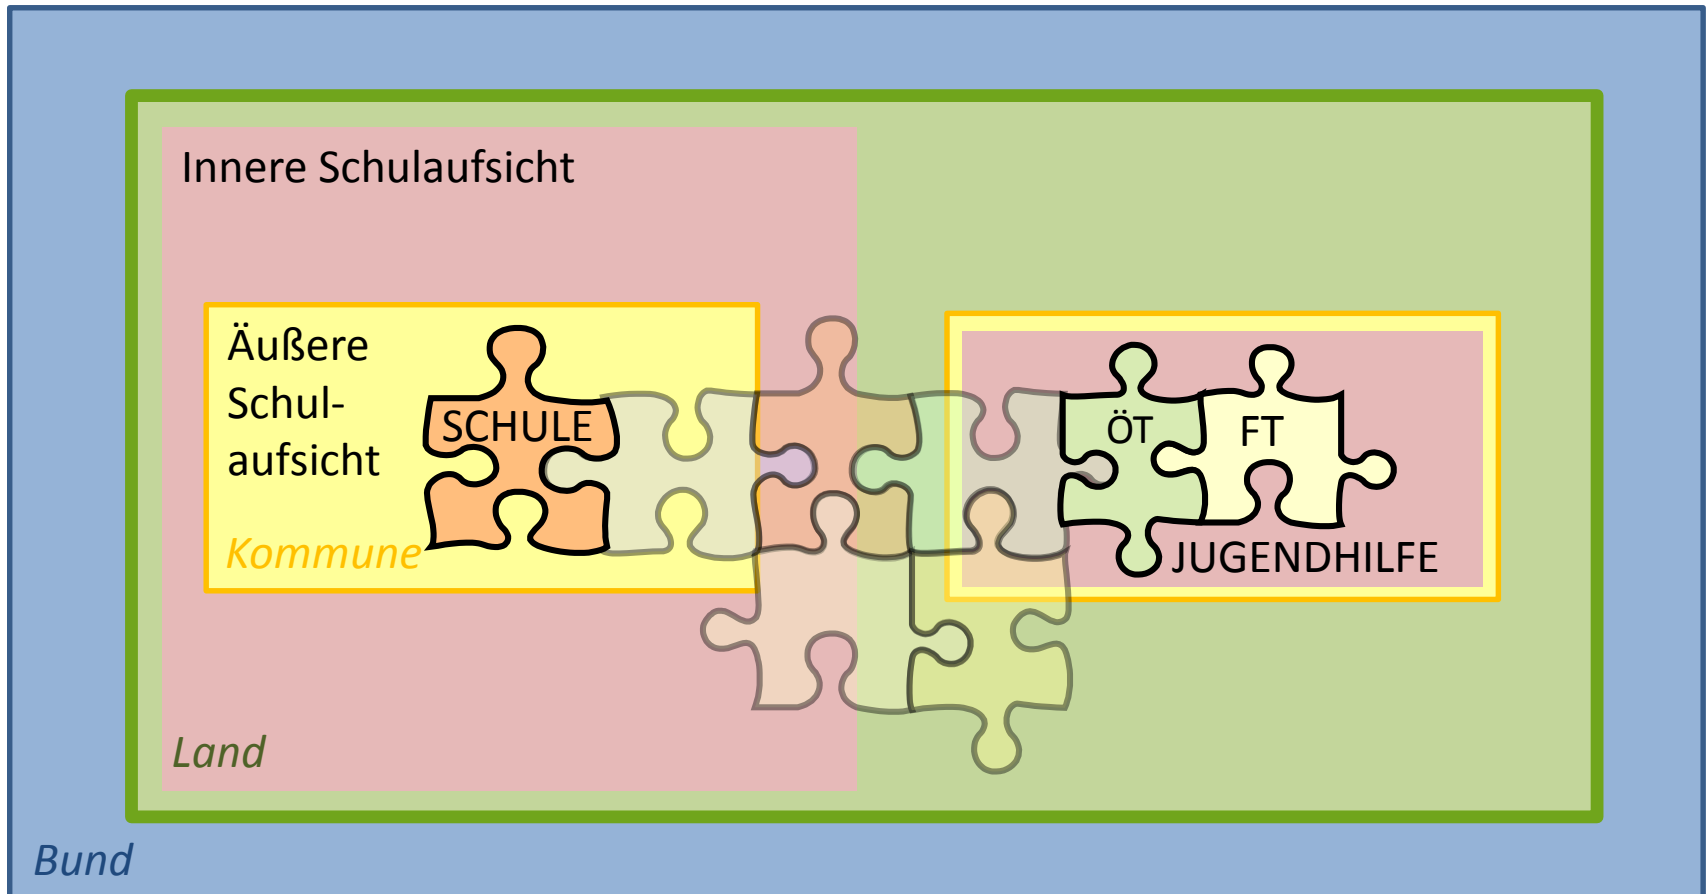 Innere Schulaufsicht
Äußere
Schul-
aufsicht
Kommune
SCHULE
ÖT
FT
JUGENDHILFE
Land
Bund